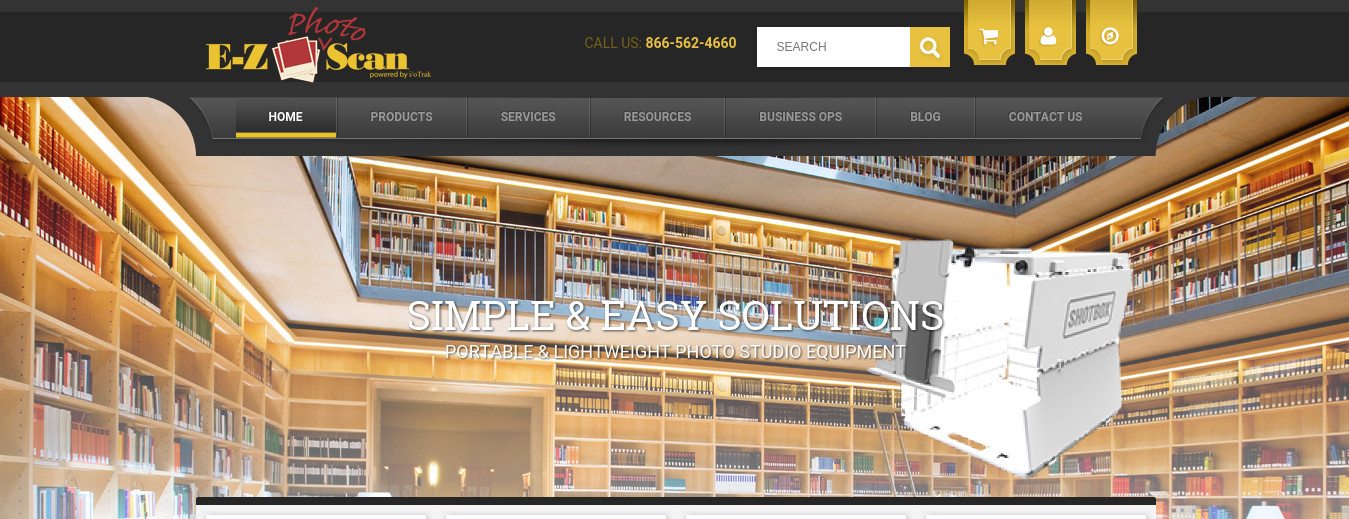 E-Z Photo Scan
powered by i/oTrak
CALL US: 866-562-4660
SEARCH
HOME PRODUCTS SERVICES RESOURCES BUSINESS OPS BLOG CONTACT US
SIMPLE & EASY SOLUTIONS
PORTABLE & LIGHTWEIGHT PHOTO STUDIO EQUIPMENT
SHOTBOX